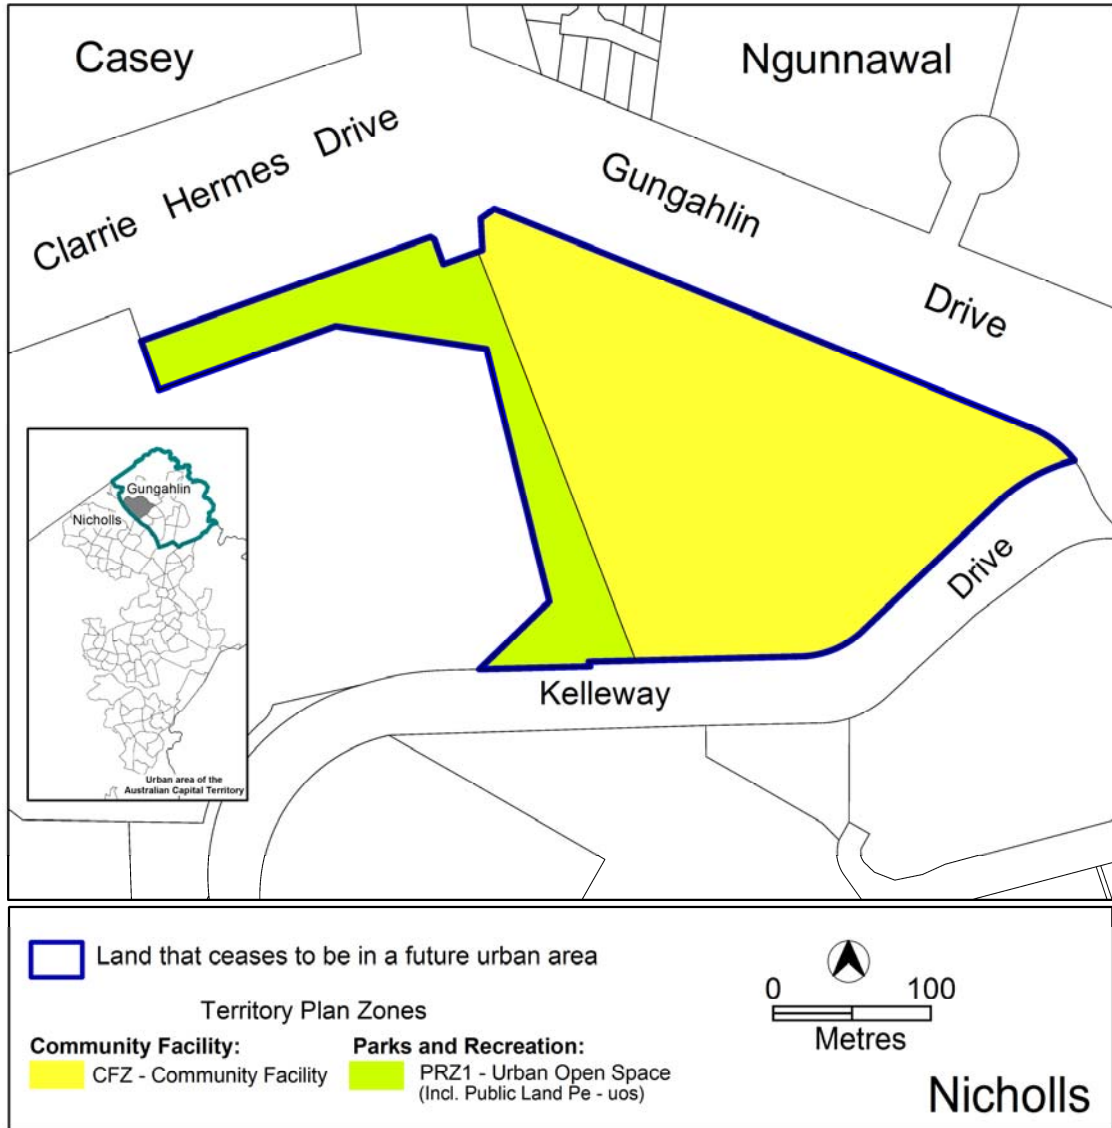 Casey
Ngunnawal
Clarrie Hermes Drive
Gungahlin
Drive
Gungahlin
Nicholls
Drive
Kelleway
Urban area of the
Australian Capital Territory
Land that ceases to be in a future urban area
0 100
Metres
Territory Plan Zones
Community Facility:
CFZ - Community Facility
Parks and Recreation:
PRZ1 - Urban Open Space
(Incl. Public Land Pe - uos)
Nicholls